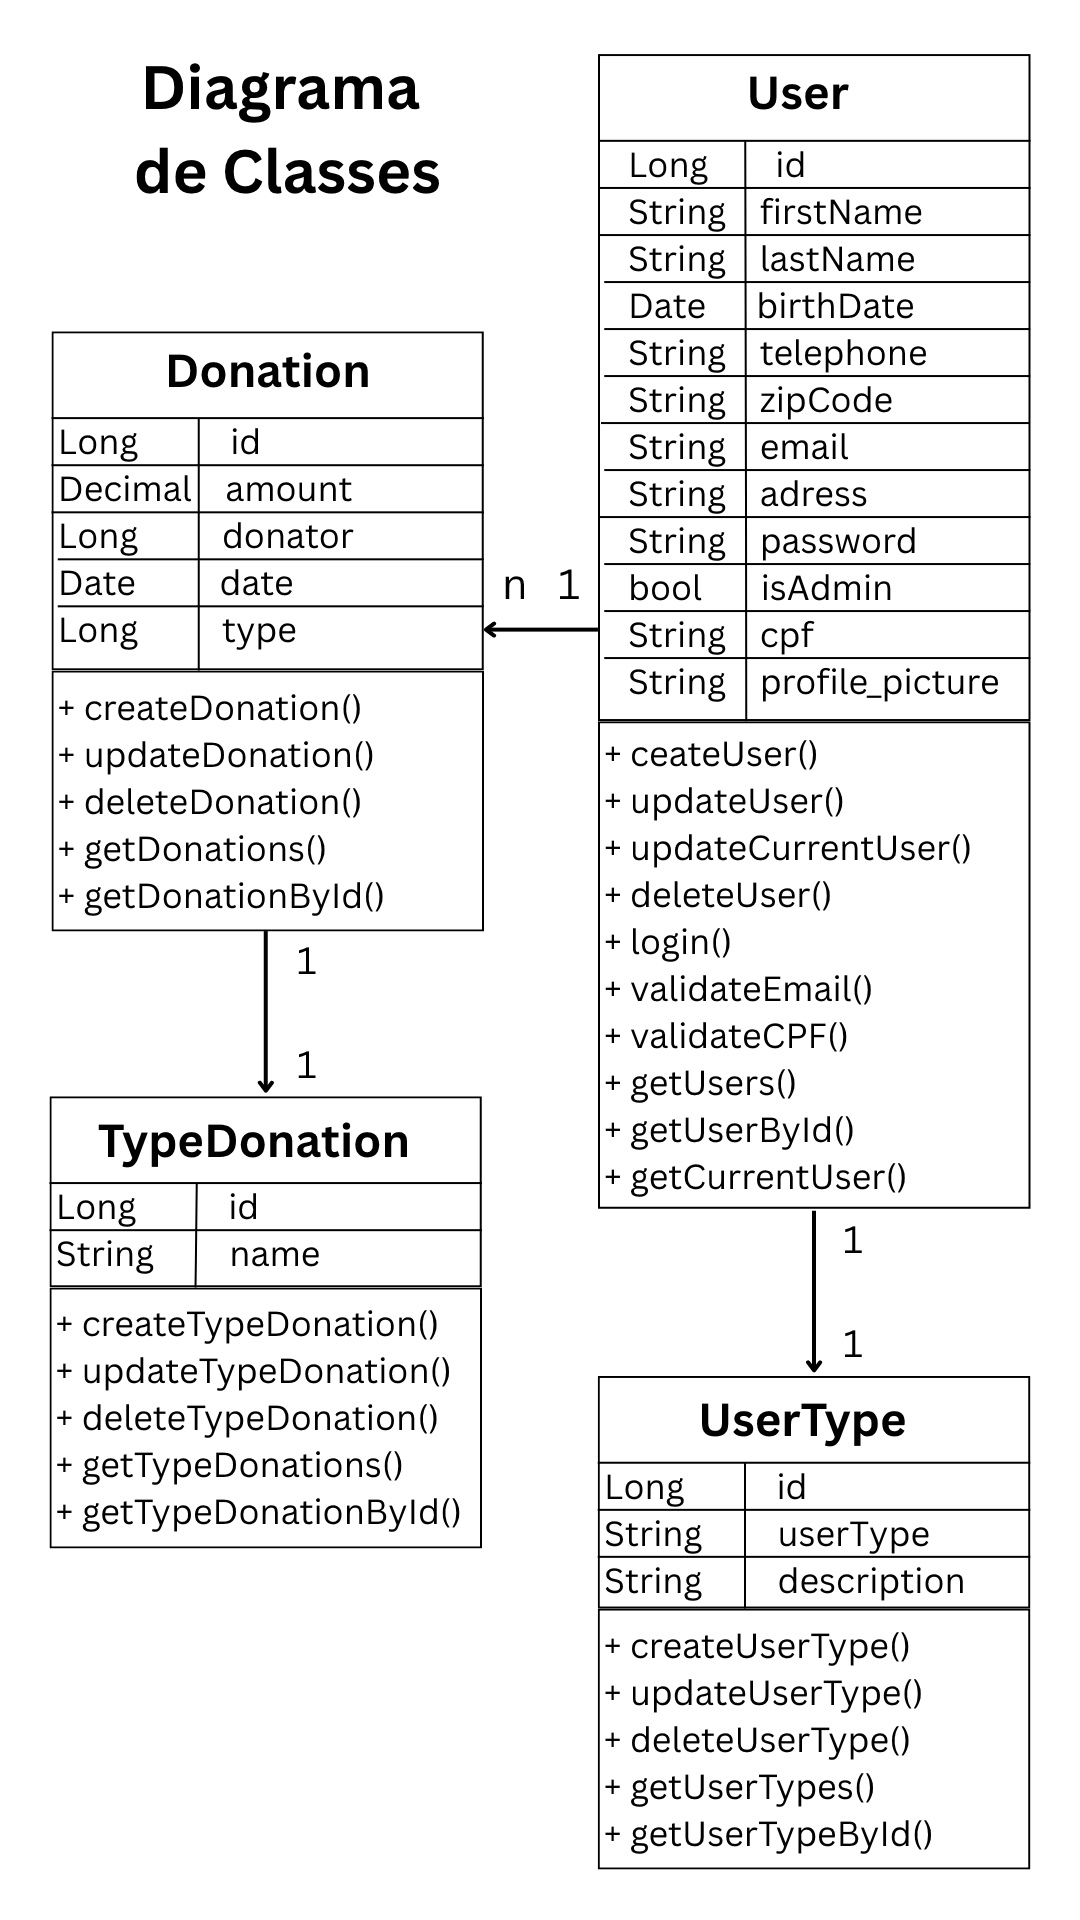 Diagrama
de Classes
User
Long id
String firstName
String lastName
Date birthDate
String telephone
String zipCode
String email
String adress
String password
bool isAdmin
String cpf
String profile_picture
+ ceateUser()
+ updateUser()
+ updateCurrentUser()
+ deleteUser()
+ login()
+ validateEmail()
+ validateCPF()
+ getUsers()
+ getUserById()
+ getCurrentUser()
Donation
Long id
Decimal amount
Long donator
Date date
Long type
+ createDonation()
+ updateDonation()
+ deleteDonation()
+ getDonations()
+ getDonationById()
n 1
1
1
TypeDonation
Long id
String name
+ createTypeDonation()
+ updateTypeDonation()
+ deleteTypeDonation()
+ getTypeDonations()
+ getTypeDonationById()
1
1
UserType
Long id
String userType
String description
+ createUserType()
+ updateUserType()
+ deleteUserType()
+ getUserTypes()
+ getUserTypeById()